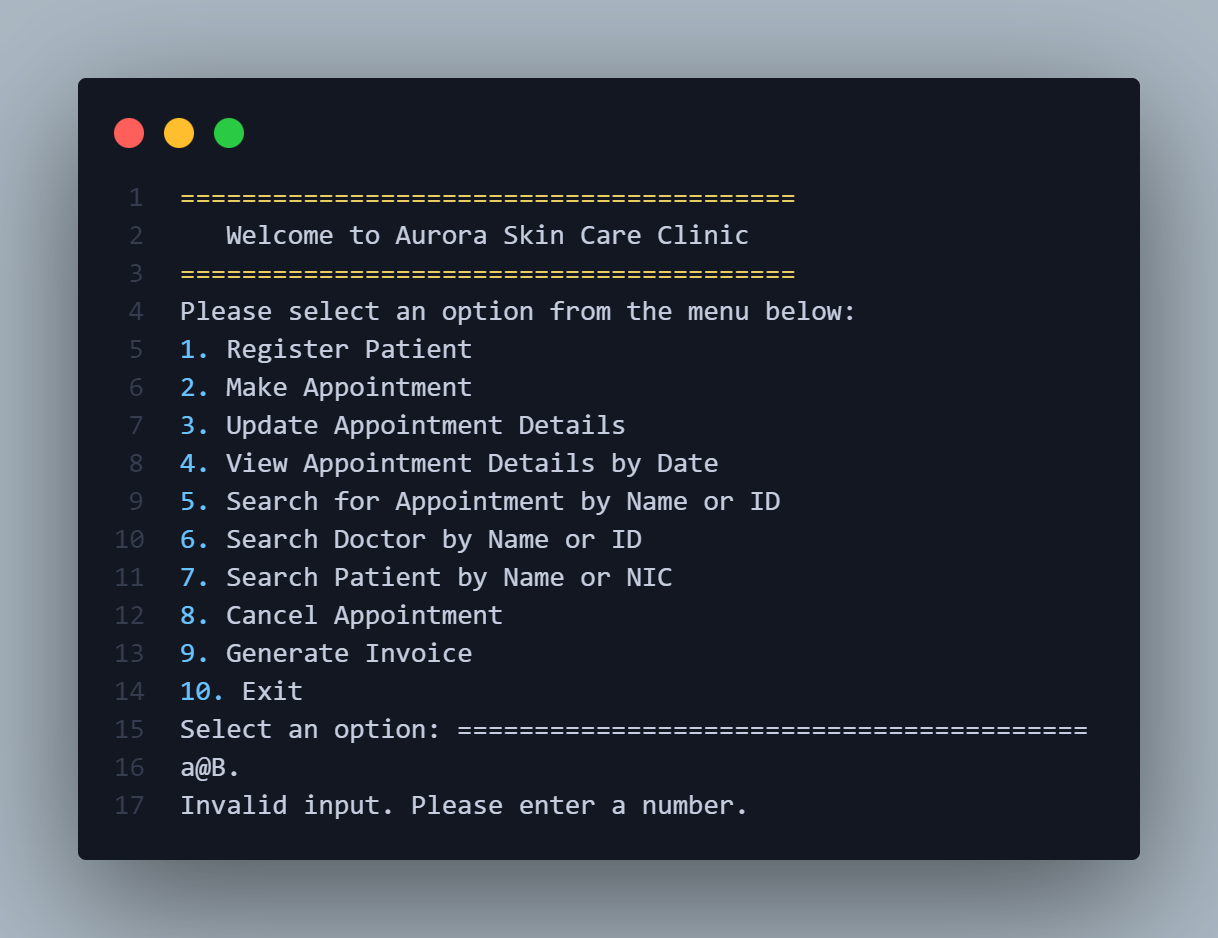 1 ========================================
2    Welcome to Aurora Skin Care Clinic
3 ========================================
4 Please select an option from the menu below:
5 1. Register Patient
6 2. Make Appointment
7 3. Update Appointment Details
8 4. View Appointment Details by Date
9 5. Search for Appointment by Name or ID
10 6. Search Doctor by Name or ID
11 7. Search Patient by Name or NIC
12 8. Cancel Appointment
13 9. Generate Invoice
14 10. Exit
15 Select an option: =========================================
16 a@B.
17 Invalid input. Please enter a number.